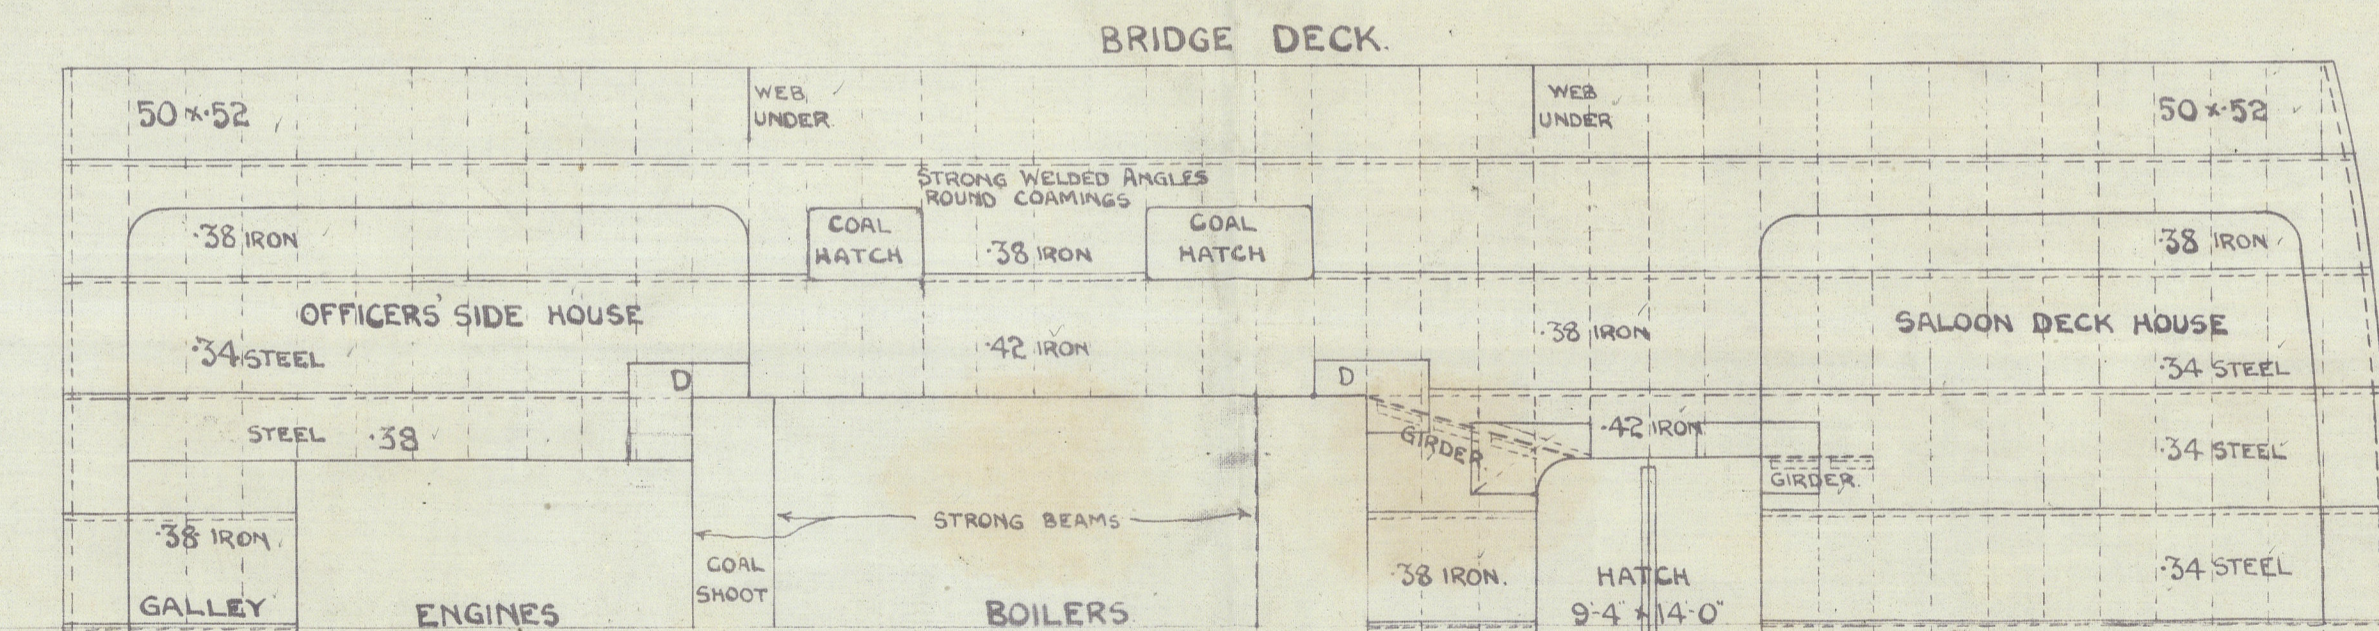 BRIDGE DECK.
50 x .52
WEB
UNDER
WEB
UNDER
50 x .52
STRONG WELDED ANGLES
ROUND COAMINGS
.38 IRON
COAL
HATCH
.38 IRON
COAL
HATCH
.38 IRON
OFFICERS' SIDE HOUSE
.38 IRON
SALOON DECK HOUSE
.34 STEEL
.42 IRON
.34 STEEL
D
D
STEEL .38
GIRDER
.42 IRON
.34 STEEL
GIRDER.
STRONG BEAMS
.38 IRON
COAL
SHOOT
.38 IRON.
HATCH
9'-4" x 14'-0"
.34 STEEL
GALLEY
ENGINES
BOILERS